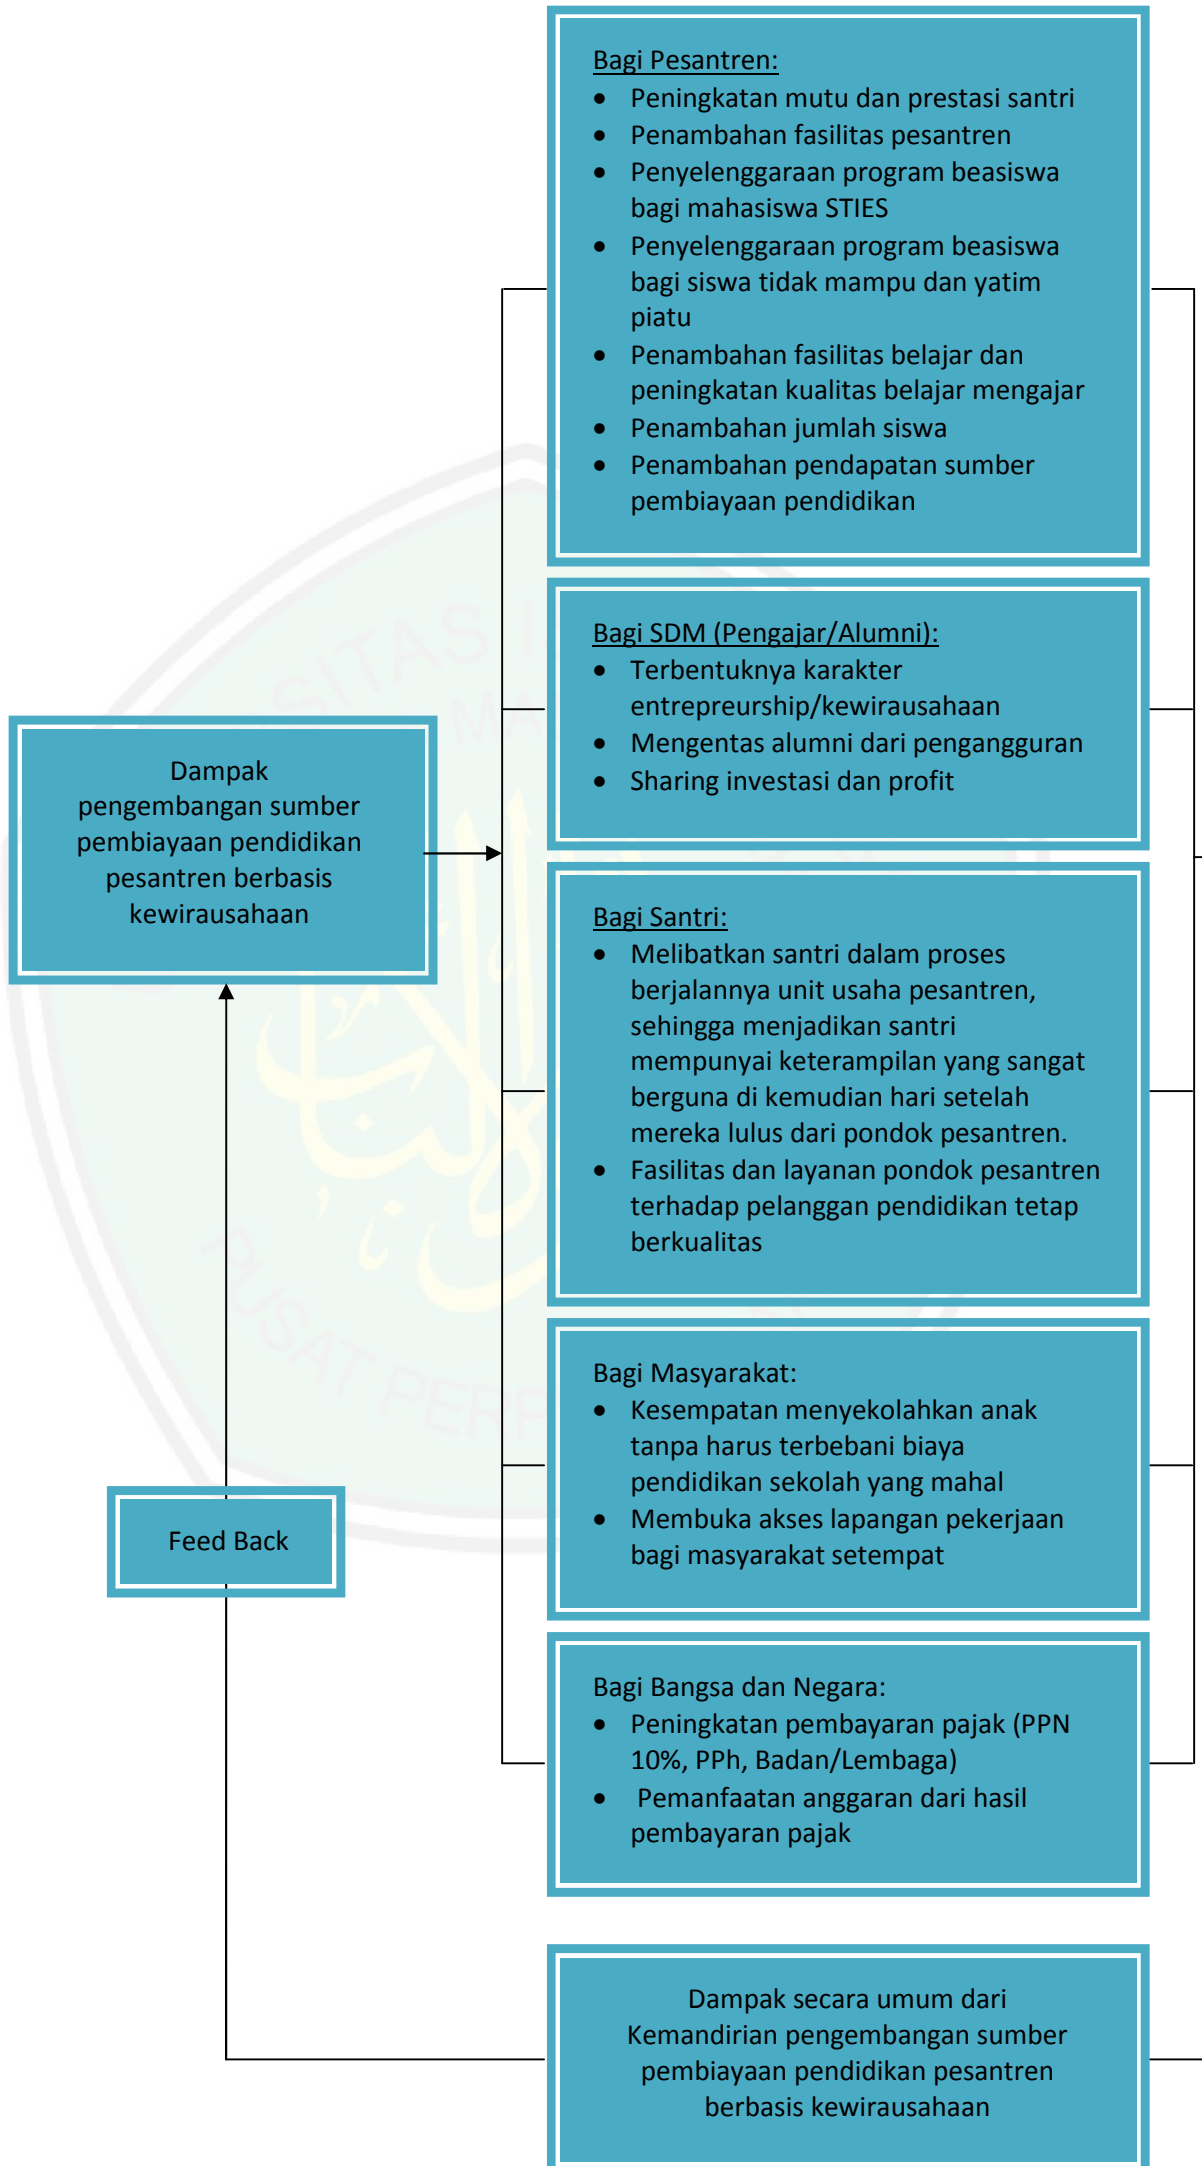 Bagi Pesantren:
• Peningkatan mutu dan prestasi santri
• Penambahan fasilitas pesantren
• Penyelenggaraan program beasiswa
bagi mahasiswa STIES
• Penyelenggaraan program beasiswa
bagi siswa tidak mampu dan yatim
piatu
• Penambahan fasilitas belajar dan
peningkatan kualitas belajar mengajar
• Penambahan jumlah siswa
• Penambahan pendapatan sumber
pembiayaan pendidikan
Bagi SDM (Pengajar/Alumni):
• Terbentuknya karakter
entrepreurship/kewirausahaan
• Mengentas alumni dari pengangguran
• Sharing investasi dan profit
Dampak
pengembangan sumber
pembiayaan pendidikan
pesantren berbasis
kewirausahaan
Bagi Santri:
• Melibatkan santri dalam proses
berjalannya unit usaha pesantren,
sehingga menjadikan santri
mempunyai keterampilan yang sangat
berguna di kemudian hari setelah
mereka lulus dari pondok pesantren.
• Fasilitas dan layanan pondok pesantren
terhadap pelanggan pendidikan tetap
berkualitas
Bagi Masyarakat:
• Kesempatan menyekolahkan anak
tanpa harus terbebani biaya
pendidikan sekolah yang mahal
• Membuka akses lapangan pekerjaan
bagi masyarakat setempat
Feed Back
Bagi Bangsa dan Negara:
• Peningkatan pembayaran pajak (PPN
10%, PPh, Badan/Lembaga)
• Pemanfaatan anggaran dari hasil
pembayaran pajak
Dampak secara umum dari
Kemandirian pengembangan sumber
pembiayaan pendidikan pesantren
berbasis kewirausahaan
SITAS I
MA
PUSAT PERP